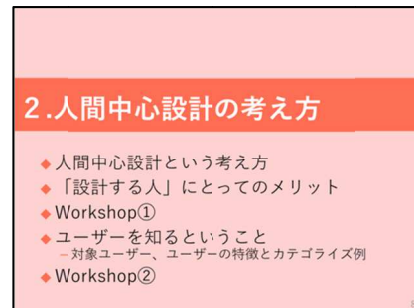 2.人間中心設計の考え方
◆人間中心設計という考え方
◆「設計する人」にとってのメリット
◆Workshop①
◆ユーザーを知るということ
－対象ユーザー、ユーザーの特徴とカテゴライズ例
◆Workshop②